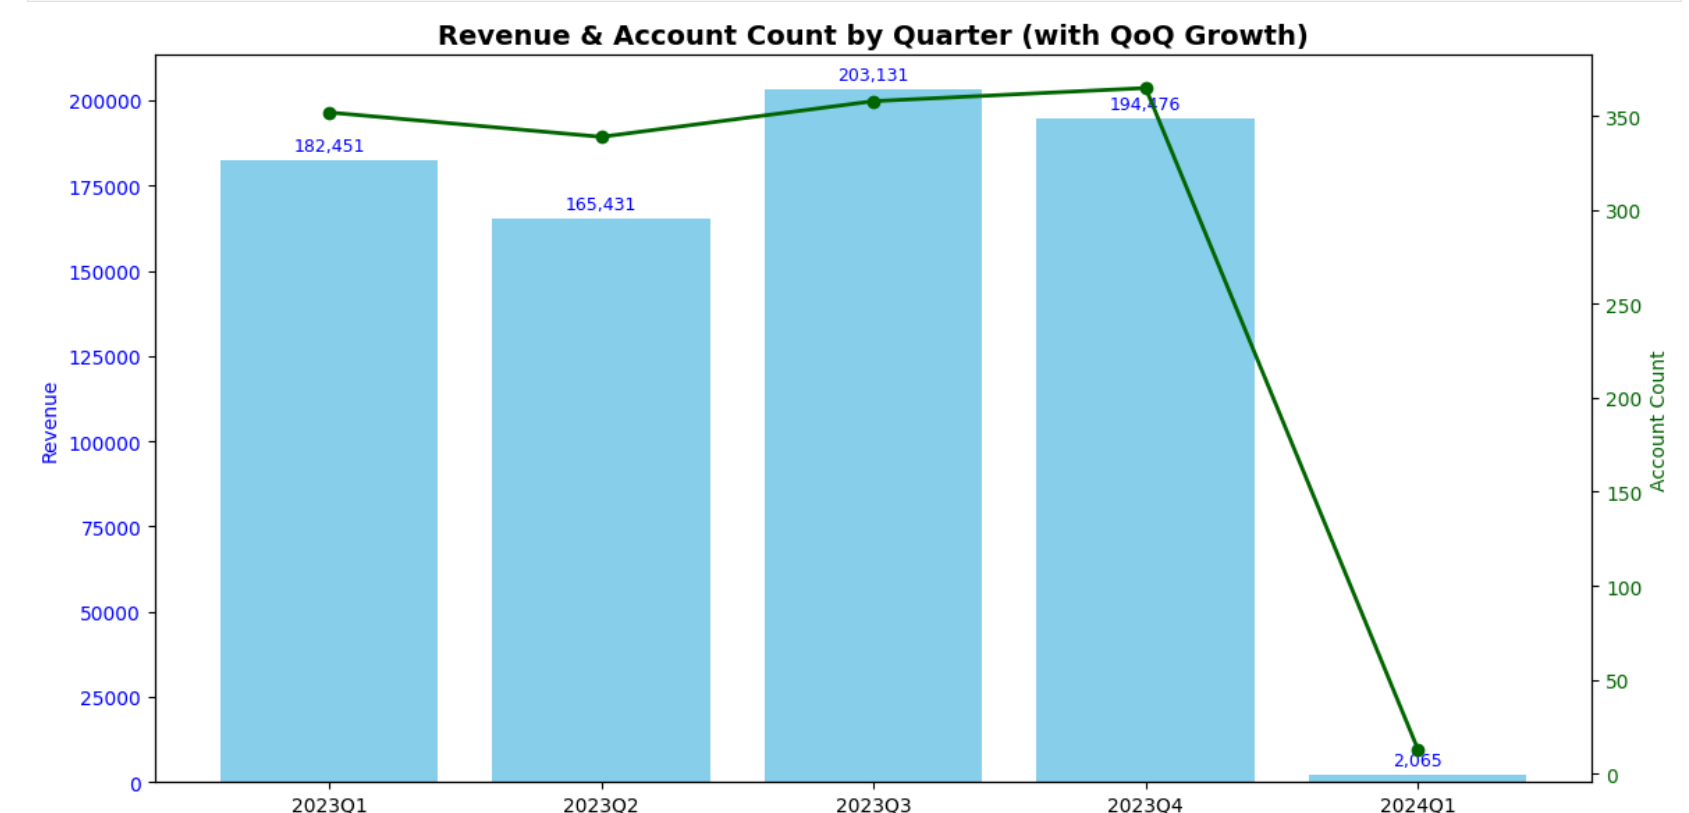 Revenue & Account Count by Quarter (with QoQ Growth)
Revenue
200000
175000
150000
125000
100000
75000
50000
25000
0
182,451
165,431
203,131
194,476
2,065
350
300
250
200
150
100
50
0
Account Count
2023Q1
2023Q2
2023Q3
2023Q4
2024Q1